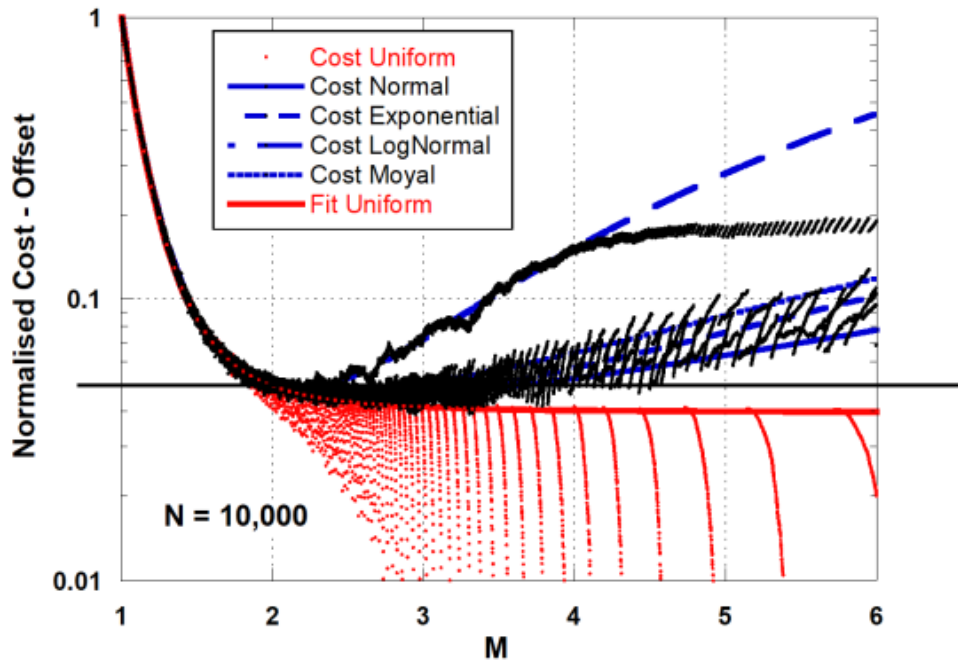 1
Cost Uniform
Cost Normal
Cost Exponential
Cost LogNormal
Cost Moyal
Fit Uniform
Normalised Cost - Offset
0.1
N = 10,000
0.01
1 2 3 4 5 6
M